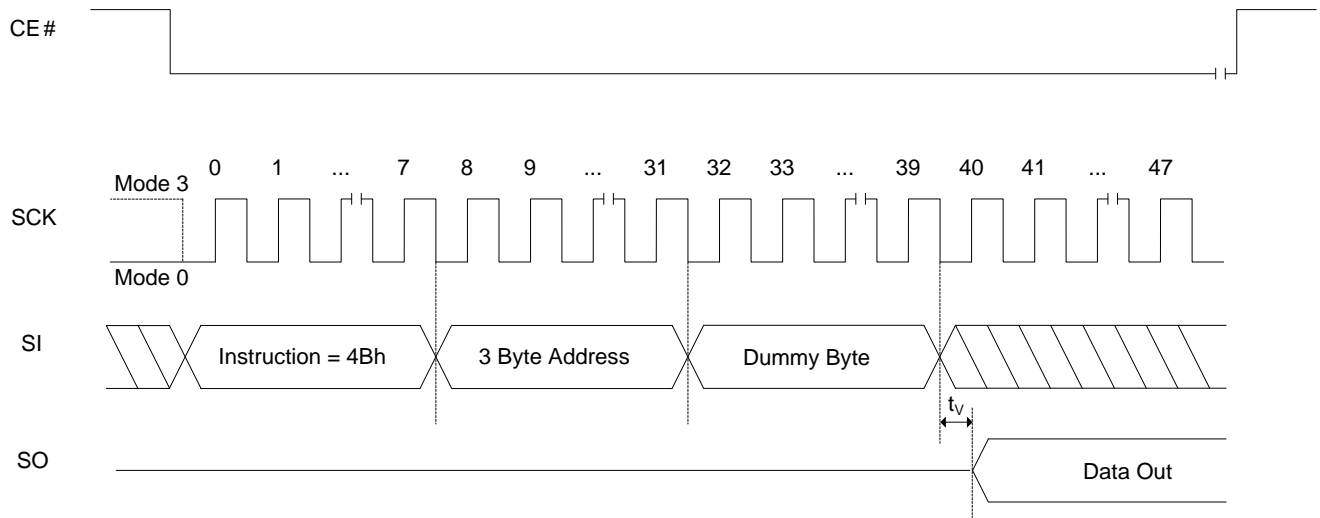 CE#
0 1 ... 7 8 9 ... 31 32 33 ... 39 40 41 ... 47
Mode 3
SCK
Mode 0
SI
Instruction = 4Bh
3 Byte Address
Dummy Byte
tV
SO
Data Out